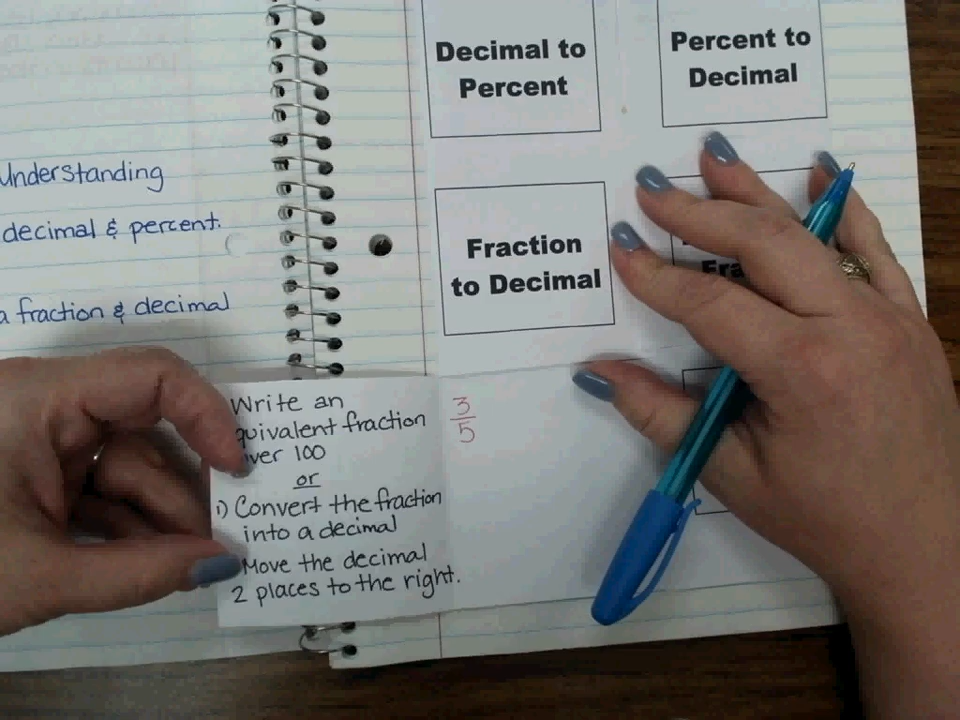 Understanding
decimal & percent.
a fraction & decimal
Decimal to
Percent
Percent to
Decimal
Fraction
to Decimal
Write an
quivalent fraction
ver 100
or
1) Convert the fraction
into a decimal
Move the decimal
2 places to the right.
3
5